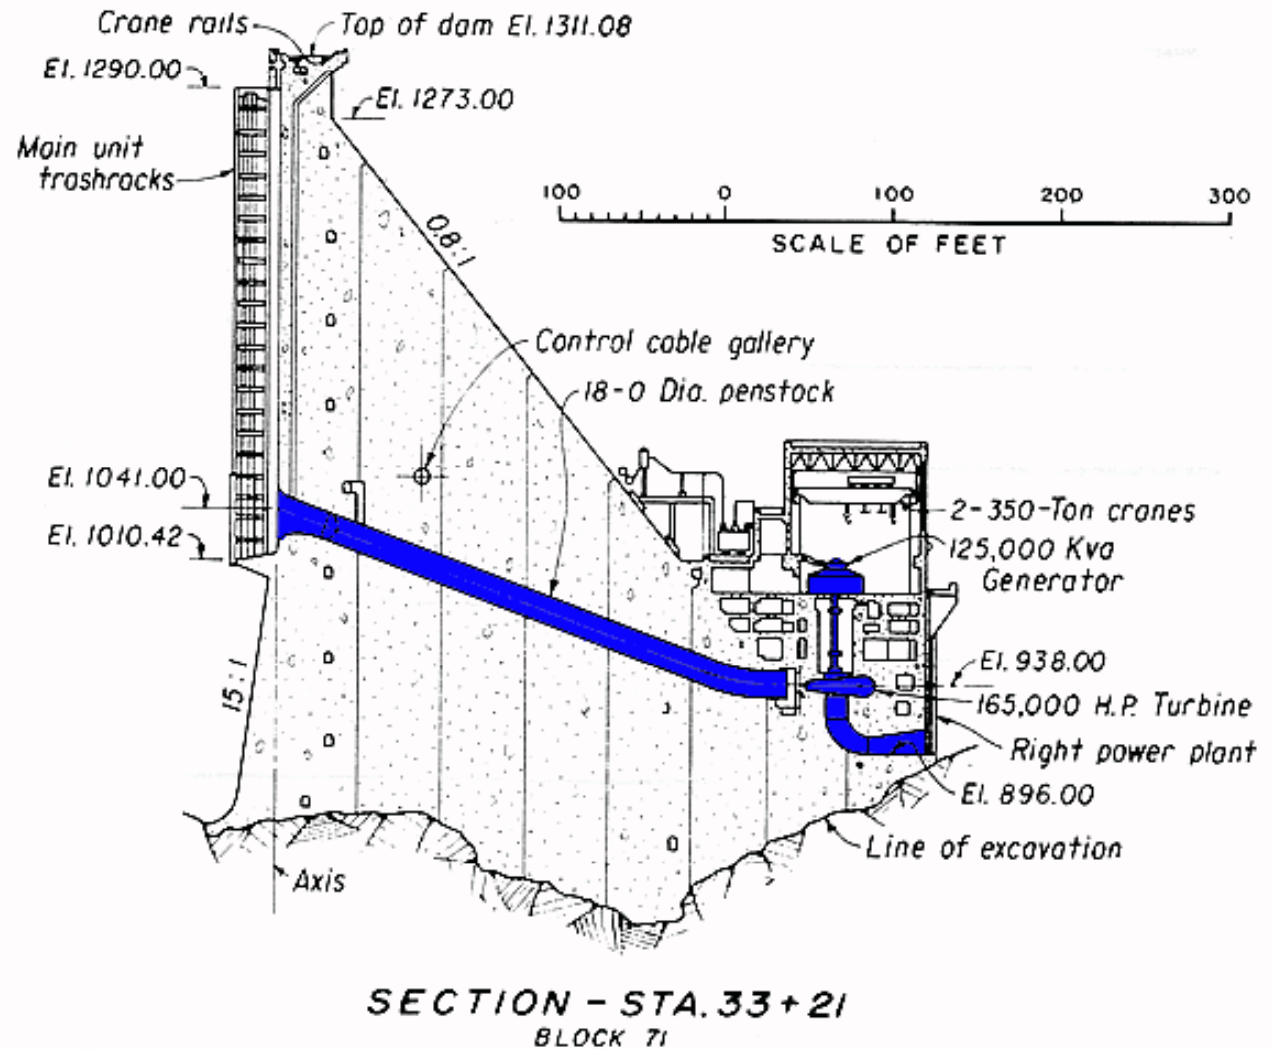 Crane rails
Top of dam El. 1311.08
El. 1290.00
El. 1273.00
Main unit
trashracks
100 0 100 200 300
SCALE OF FEET
0.8:1
Control cable gallery
18-0 Dia. penstock
El. 1041.00
El. 1010.42
2-350-Ton cranes
125,000 Kva
Generator
.15:1
El. 938.00
165,000 H.P. Turbine
Right power plant
El. 896.00
Line of excavation
Axis
SECTION - STA. 33+21
BLOCK 71